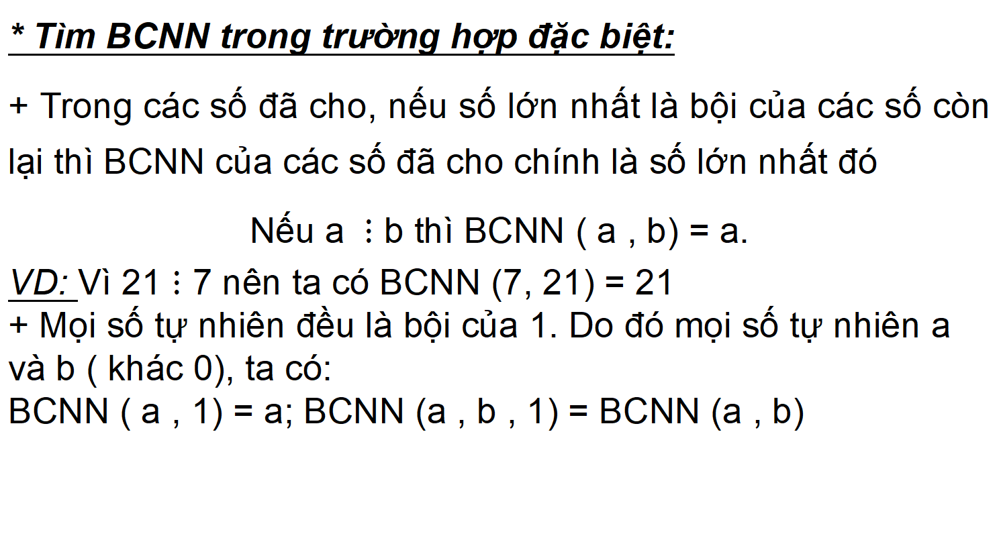 * Tìm BCNN trong trường hợp đặc biệt:
+ Trong các số đã cho, nếu số lớn nhất là bội của các số còn
lại thì BCNN của các số đã cho chính là số lớn nhất đó
Nếu a ⋮ b thì BCNN ( a , b) = a.
VD: Vì 21 ⋮ 7 nên ta có BCNN (7, 21) = 21
+ Mọi số tự nhiên đều là bội của 1. Do đó mọi số tự nhiên a
và b ( khác 0), ta có:
BCNN ( a , 1) = a; BCNN (a , b , 1) = BCNN (a , b)